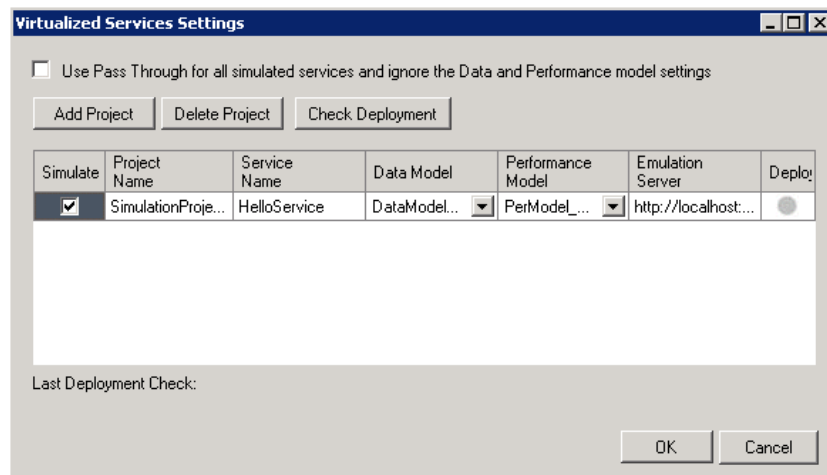 Virtualized Services Settings
Use Pass Through for all simulated services and ignore the Data and Performance model settings
Add Project Delete Project Check Deployment
Simulate Project Name Service Name Data Model Performance Model Emulation Server Deploy
SimulationProje... HelloService DataModel... PerModel_... http://localhost:...
Last Deployment Check:
OK Cancel